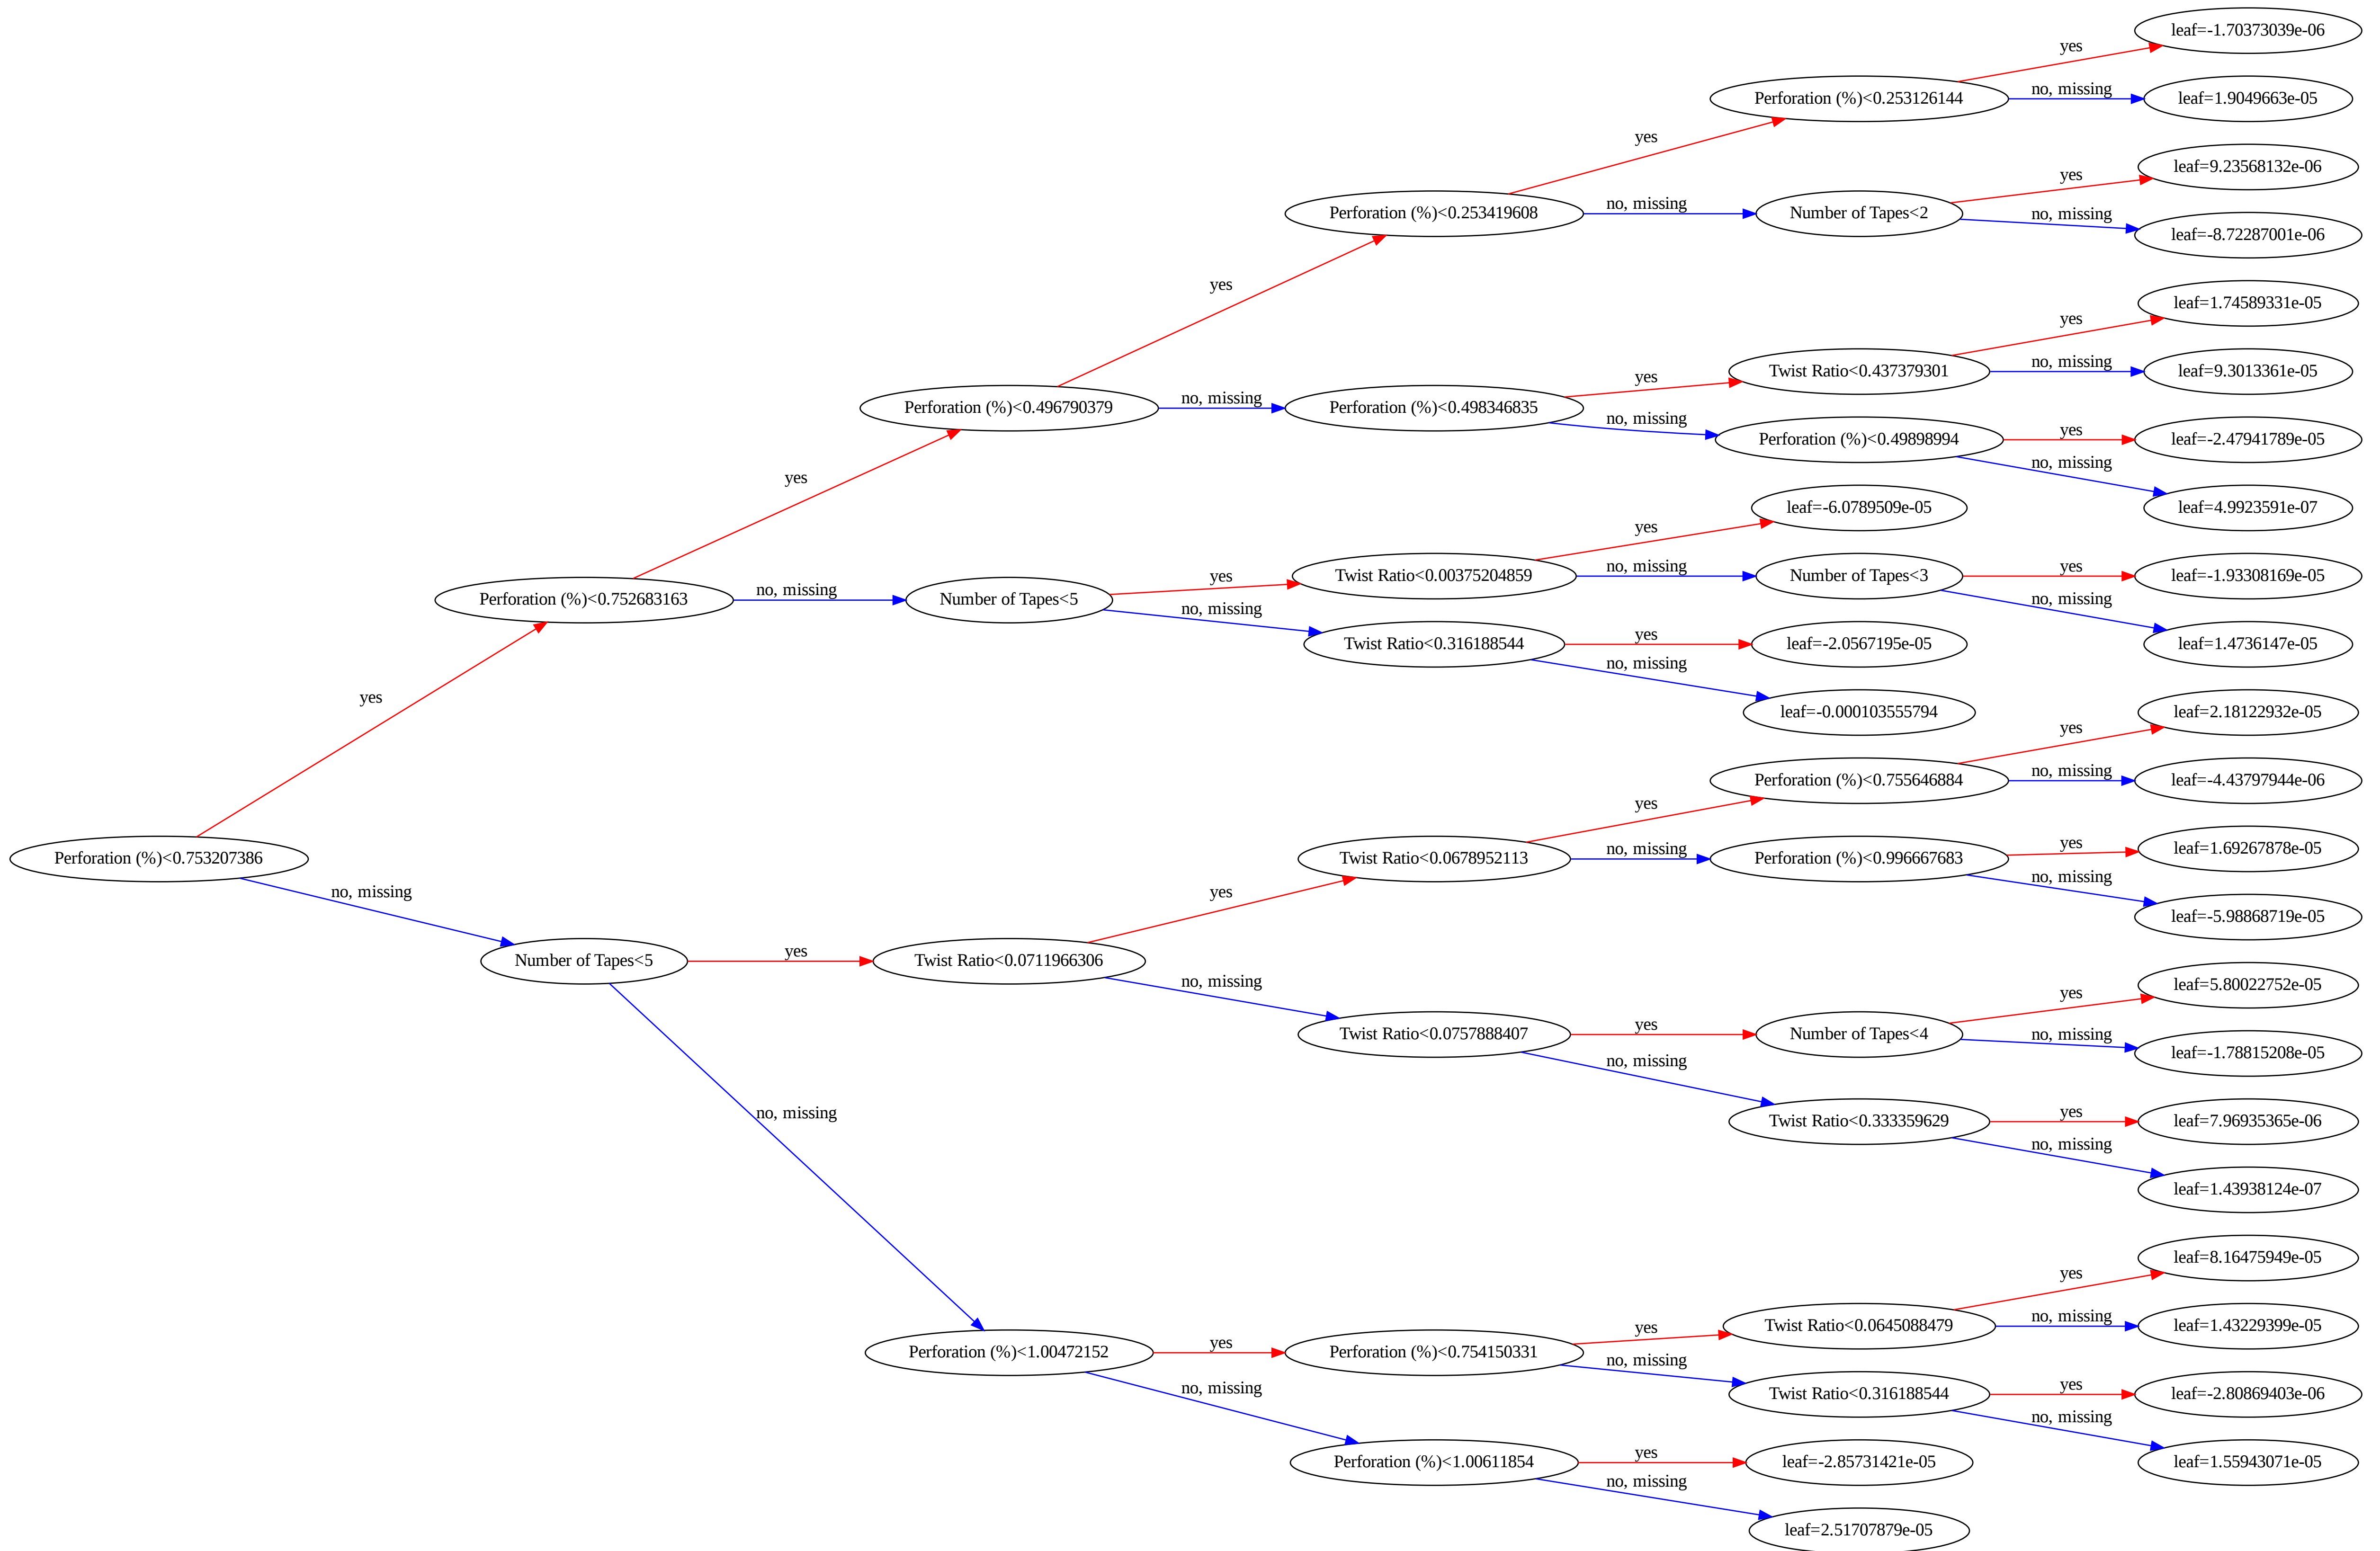 leaf=-1.70373039e-06
yes
Perforation (%)<0.253126144
no, missing
leaf=1.9049663e-05
yes
leaf=9.23568132e-06
yes
Perforation (%)<0.253419608
no, missing
Number of Tapes<2
no, missing
leaf=-8.72287001e-06
yes
leaf=1.74589331e-05
yes
Twist Ratio<0.437379301
no, missing
leaf=9.3013361e-05
yes
Perforation (%)<0.496790379
no, missing
Perforation (%)<0.498346835
no, missing
Perforation (%)<0.49898994
yes
leaf=-2.47941789e-05
no, missing
leaf=4.9923591e-07
yes
leaf=-6.0789509e-05
yes
Twist Ratio<0.00375204859
no, missing
Number of Tapes<3
yes
leaf=-1.93308169e-05
yes
Perforation (%)<0.752683163
no, missing
Number of Tapes<5
no, missing
leaf=1.4736147e-05
no, missing
Twist Ratio<0.316188544
yes
leaf=-2.0567195e-05
no, missing
leaf=-0.000103555794
yes
leaf=2.18122932e-05
yes
Perforation (%)<0.755646884
no, missing
leaf=-4.43797944e-06
yes
Perforation (%)<0.753207386
Twist Ratio<0.0678952113
no, missing
Perforation (%)<0.996667683
yes
leaf=1.69267878e-05
no, missing
leaf=-5.98868719e-05
no, missing
yes
Number of Tapes<5
yes
Twist Ratio<0.0711966306
no, missing
leaf=5.80022752e-05
yes
Twist Ratio<0.0757888407
yes
Number of Tapes<4
no, missing
leaf=-1.78815208e-05
no, missing
Twist Ratio<0.333359629
yes
leaf=7.96935365e-06
no, missing
leaf=1.43938124e-07
no, missing
leaf=8.16475949e-05
yes
Twist Ratio<0.0645088479
no, missing
leaf=1.43229399e-05
yes
Perforation (%)<1.00472152
yes
Perforation (%)<0.754150331
no, missing
Twist Ratio<0.316188544
yes
leaf=-2.80869403e-06
no, missing
leaf=1.55943071e-05
no, missing
Perforation (%)<1.00611854
yes
leaf=-2.85731421e-05
no, missing
leaf=2.51707879e-05